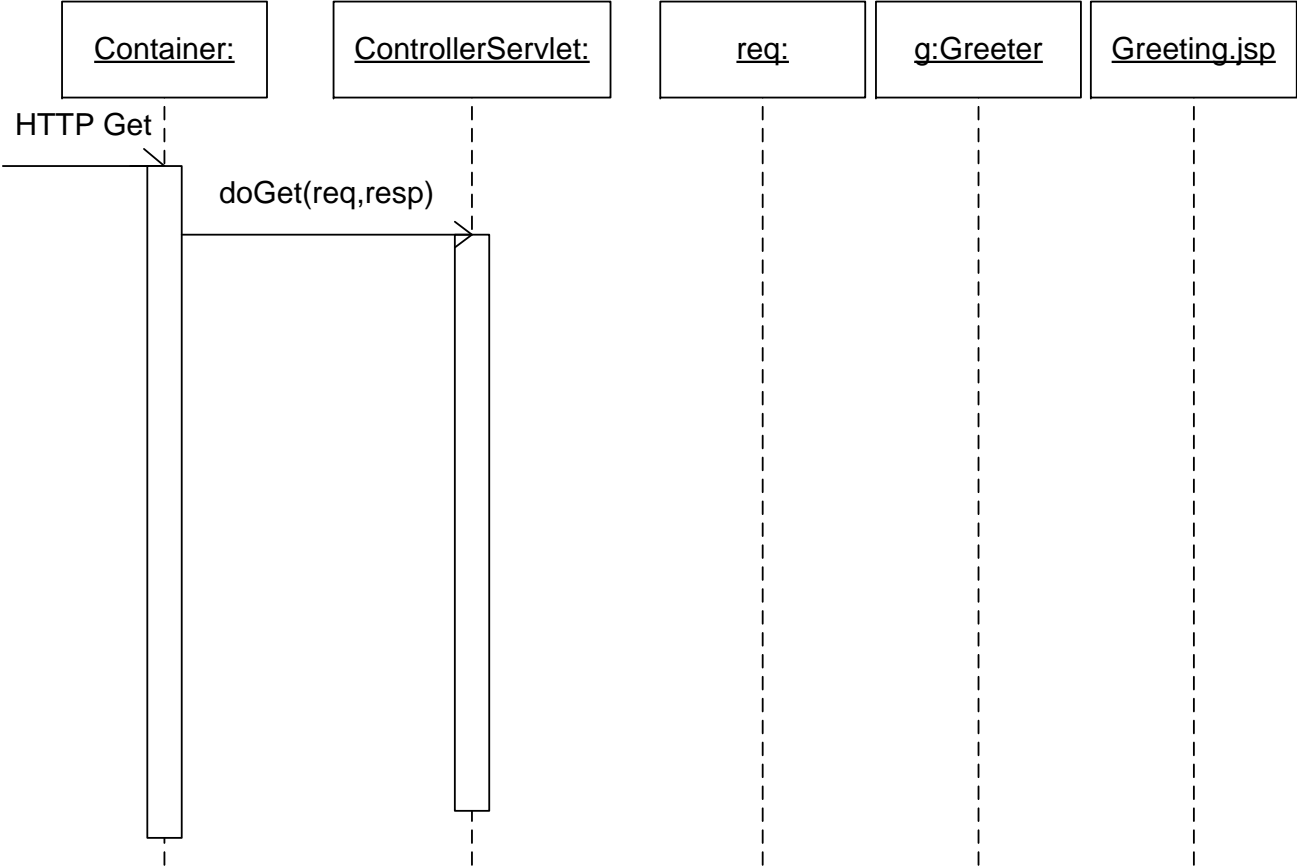 Container:
ControllerServlet:
req:
g:Greeter
Greeting.jsp
HTTP Get
doGet(req,resp)